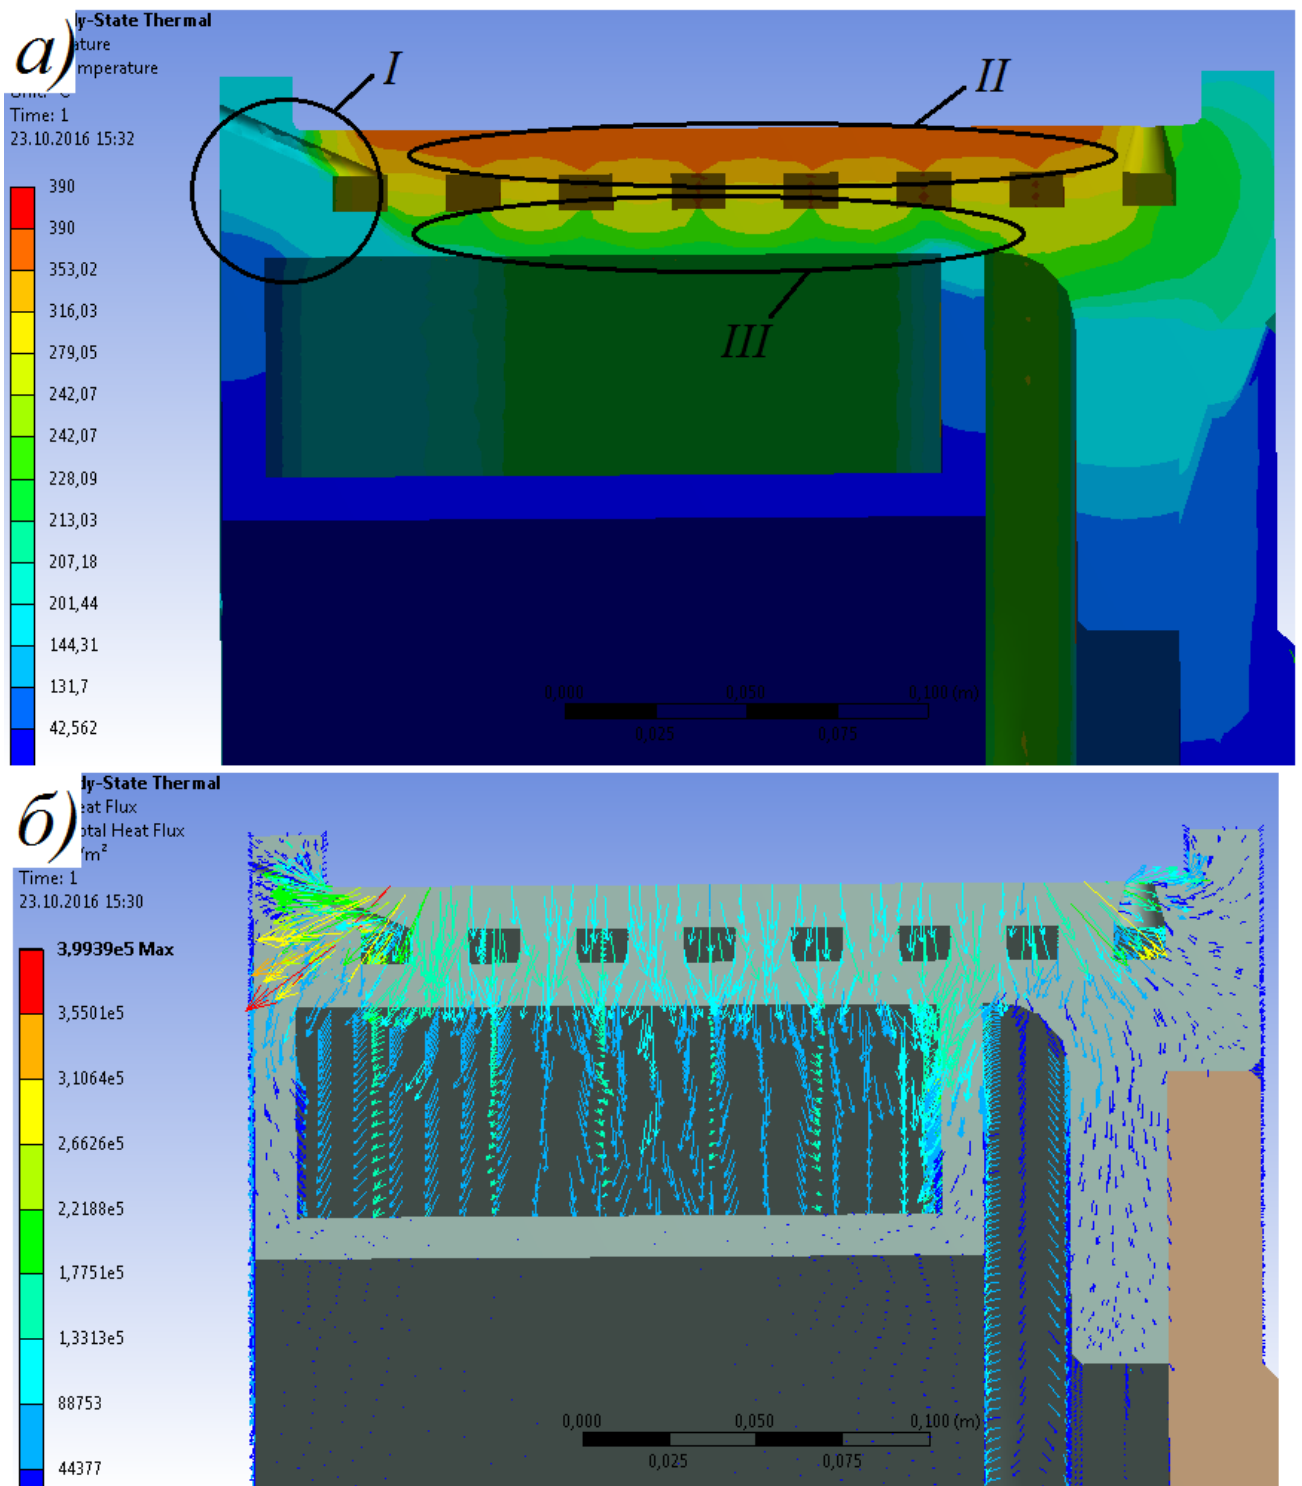 а)
dy-State Thermal
ature
mperature
Time: 1
23.10.2016 15:32
I
II
III
390
390
353,02
316,03
279,05
242,07
242,07
228,09
213,03
207,18
201,44
144,31
131,7
42,562
0,000 0,050 0,100 (m)
0,025 0,075
б)
dy-State Thermal
eat Flux
otal Heat Flux
/m²
Time: 1
23.10.2016 15:30
3,9939e5 Max
3,5501e5
3,1064e5
2,6626e5
2,2188e5
1,7751e5
1,3313e5
88753
44377
0,000 0,050 0,100 (m)
0,025 0,075